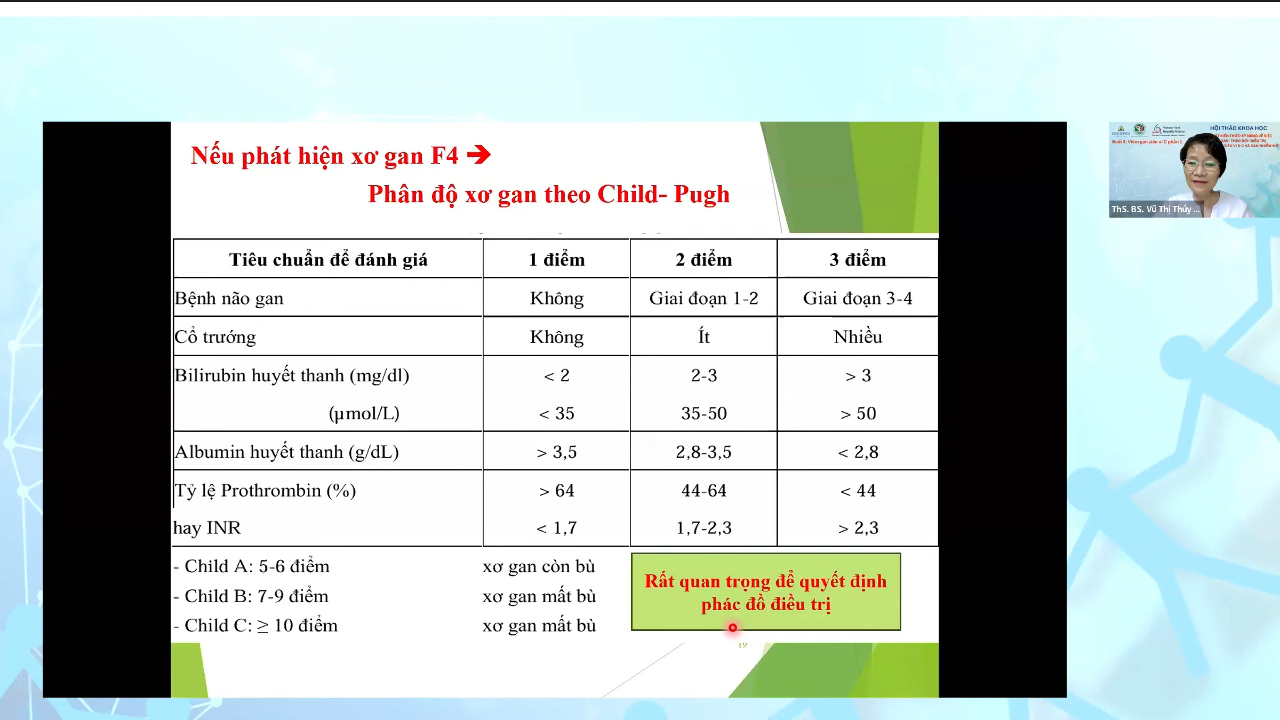 Nếu phát hiện xơ gan F4 →
Phân độ xơ gan theo Child- Pugh
Tiêu chuẩn để đánh giá 1 điểm 2 điểm 3 điểm
Bệnh não gan Không Giai đoạn 1-2 Giai đoạn 3-4
Cổ trướng Không Ít Nhiều
Bilirubin huyết thanh (mg/dl) < 2 2-3 > 3
(µmol/L) < 35 35-50 > 50
Albumin huyết thanh (g/dL) > 3,5 2,8-3,5 < 2,8
Tỷ lệ Prothrombin (%) > 64 44-64 < 44
hay INR < 1,7 1,7-2,3 > 2,3
- Child A: 5-6 điểm xơ gan còn bù
- Child B: 7-9 điểm xơ gan mất bù
- Child C: ≥ 10 điểm xơ gan mất bù
Rất quan trọng để quyết định
phác đồ điều trị
19
HỘI THẢO KHOA HỌC
ThS. BS. Vũ Thị Thúy ...